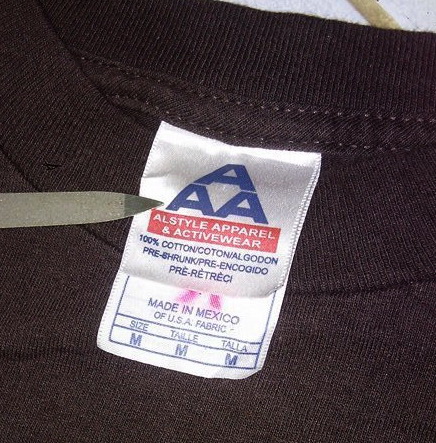 A
AA
ALSTYLE APPAREL
& ACTIVEWEAR
100% COTTON/COTON/ALGODON
PRE-SHRUNK/PRE-ENCOGIDO
PRÉ-RÉTRÉCI
MADE IN MEXICO
OF U.S.A. FABRIC
SIZE TAILLE TALLA
M M M